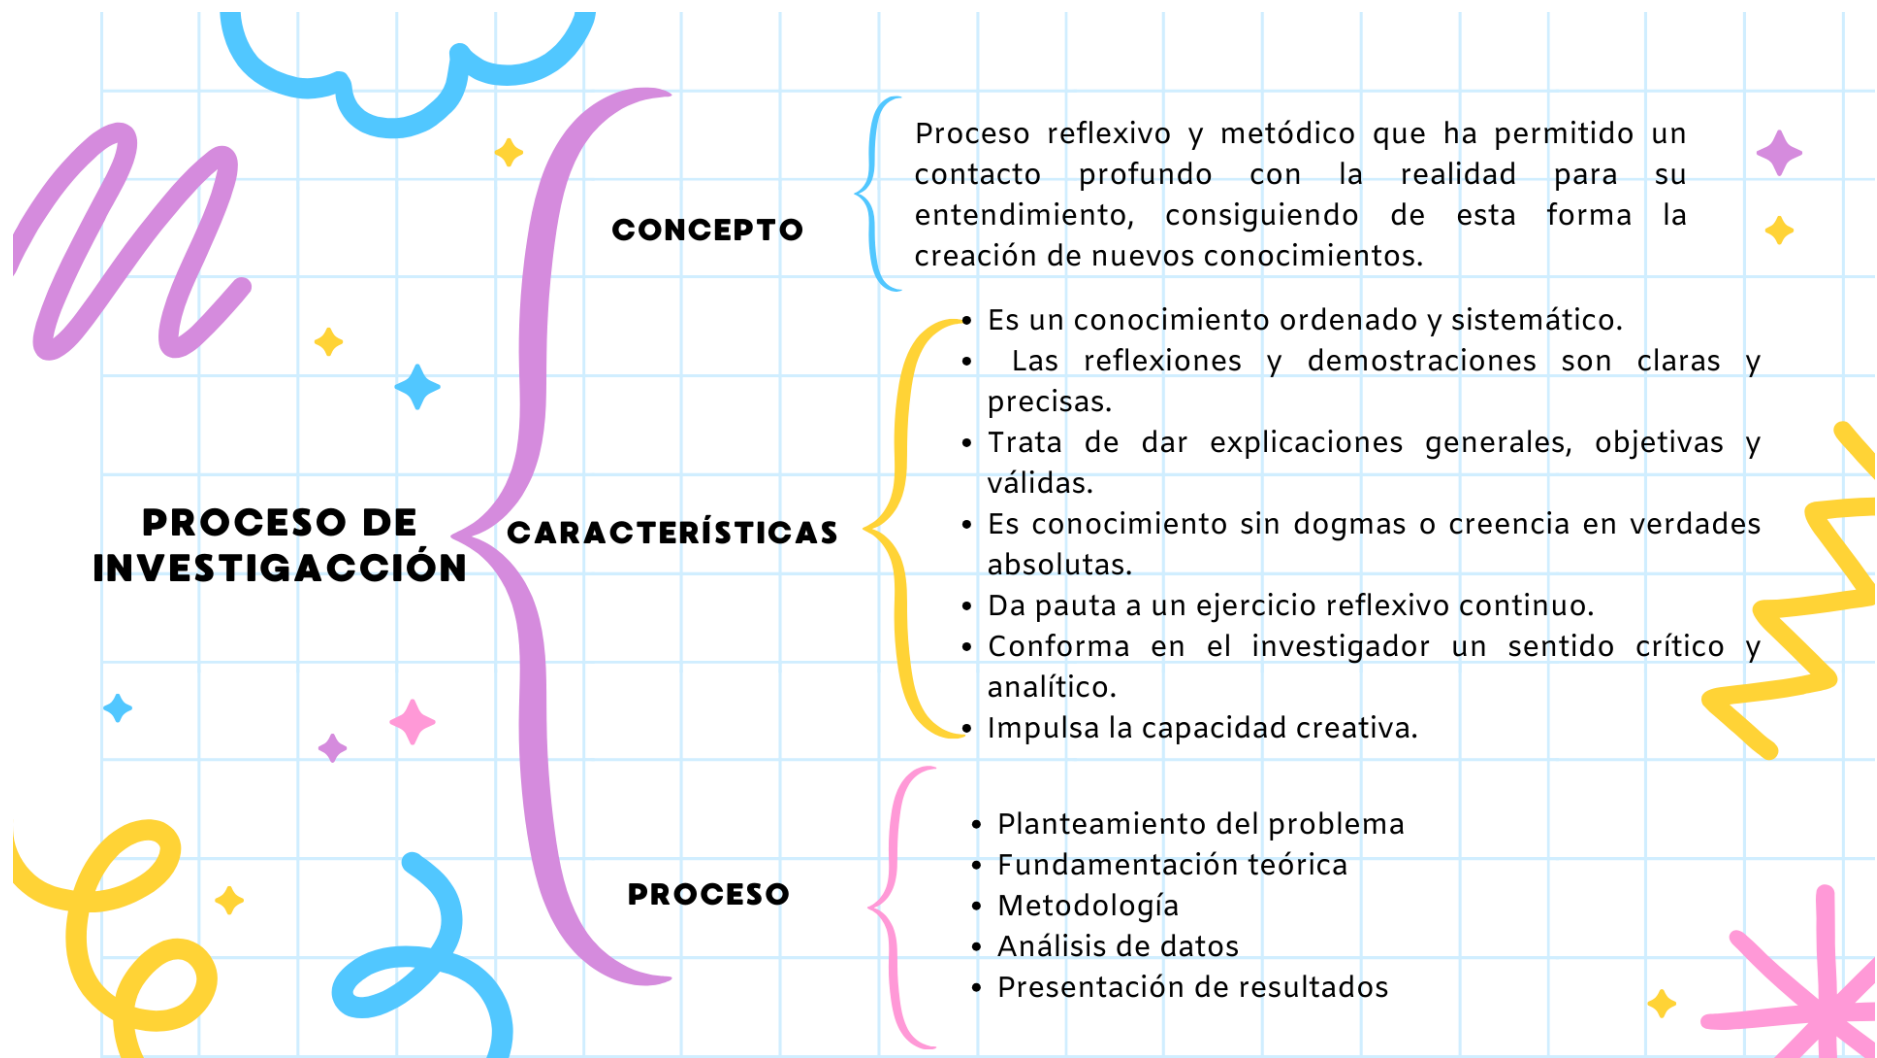 PROCESO DE
INVESTIGACCIÓN
CONCEPTO
Proceso reflexivo y metódico que ha permitido un
contacto profundo con la realidad para su
entendimiento, consiguiendo de esta forma la
creación de nuevos conocimientos.
CARACTERÍSTICAS
• Es un conocimiento ordenado y sistemático.
• Las reflexiones y demostraciones son claras y
precisas.
• Trata de dar explicaciones generales, objetivas y
válidas.
• Es conocimiento sin dogmas o creencia en verdades
absolutas.
• Da pauta a un ejercicio reflexivo continuo.
• Conforma en el investigador un sentido crítico y
analítico.
• Impulsa la capacidad creativa.
PROCESO
• Planteamiento del problema
• Fundamentación teórica
• Metodología
• Análisis de datos
• Presentación de resultados